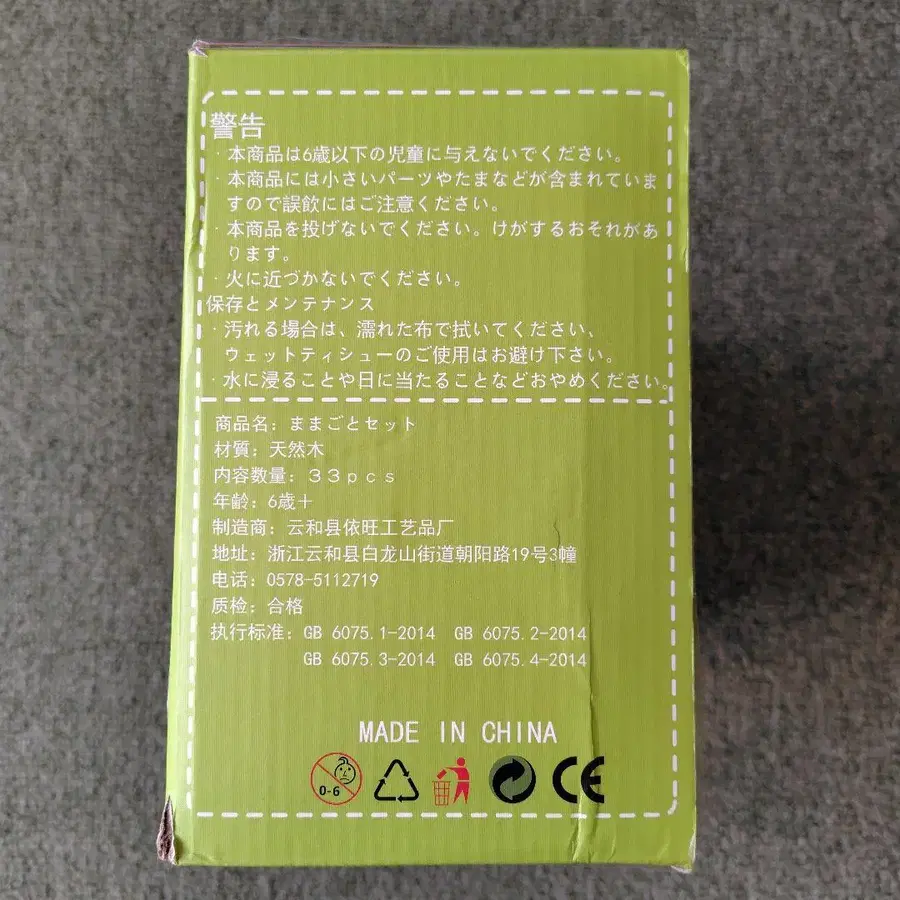 警告
·本商品は6歳以下の児童に与えないでください。
·本商品には小さいパーツやたまなどが含まれていま
すので誤飲にはご注意ください。
·本商品を投げないでください。けがするおそれがあ
ります。
·火に近づかないでください。
保存とメンテナンス
·汚れる場合は、濡れた布で拭いてください、
ウェットティシューのご使用はお避け下さい。
·水に浸ることや日に当たることなどおやめください。
商品名：ままごとセット
材質：天然木
内容数量：33pcs
年齢：6歳＋
制造商：云和县依旺工艺品厂
地址：浙江云和县白龙山街道朝阳路19号3幢
电话：0578-5112719
质检：合格
执行标准：GB 6075.1-2014 GB 6075.2-2014
GB 6075.3-2014 GB 6075.4-2014
MADE IN CHINA
0-6
CE